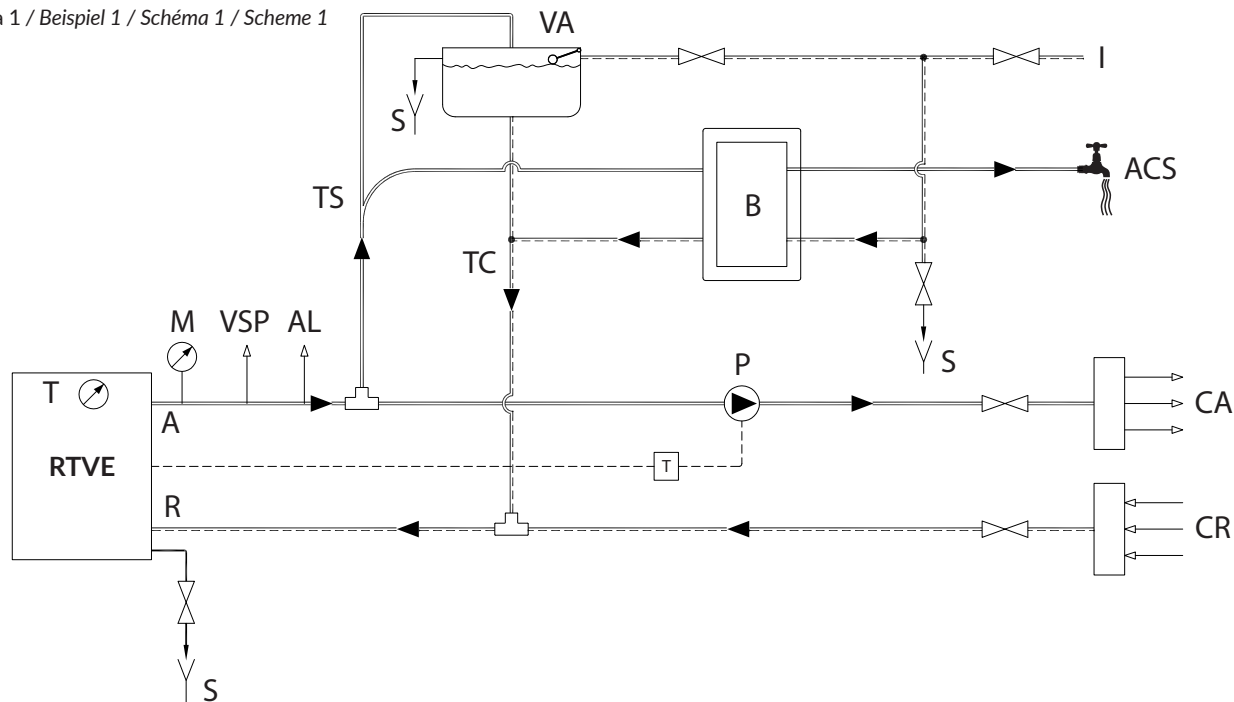 1 / Beispiel 1 / Schéma 1 / Scheme 1
VA
I
S
ACS
TS
B
TC
M VSP AL
P
S
T
A
CA
RTVE
T
R
CR
S